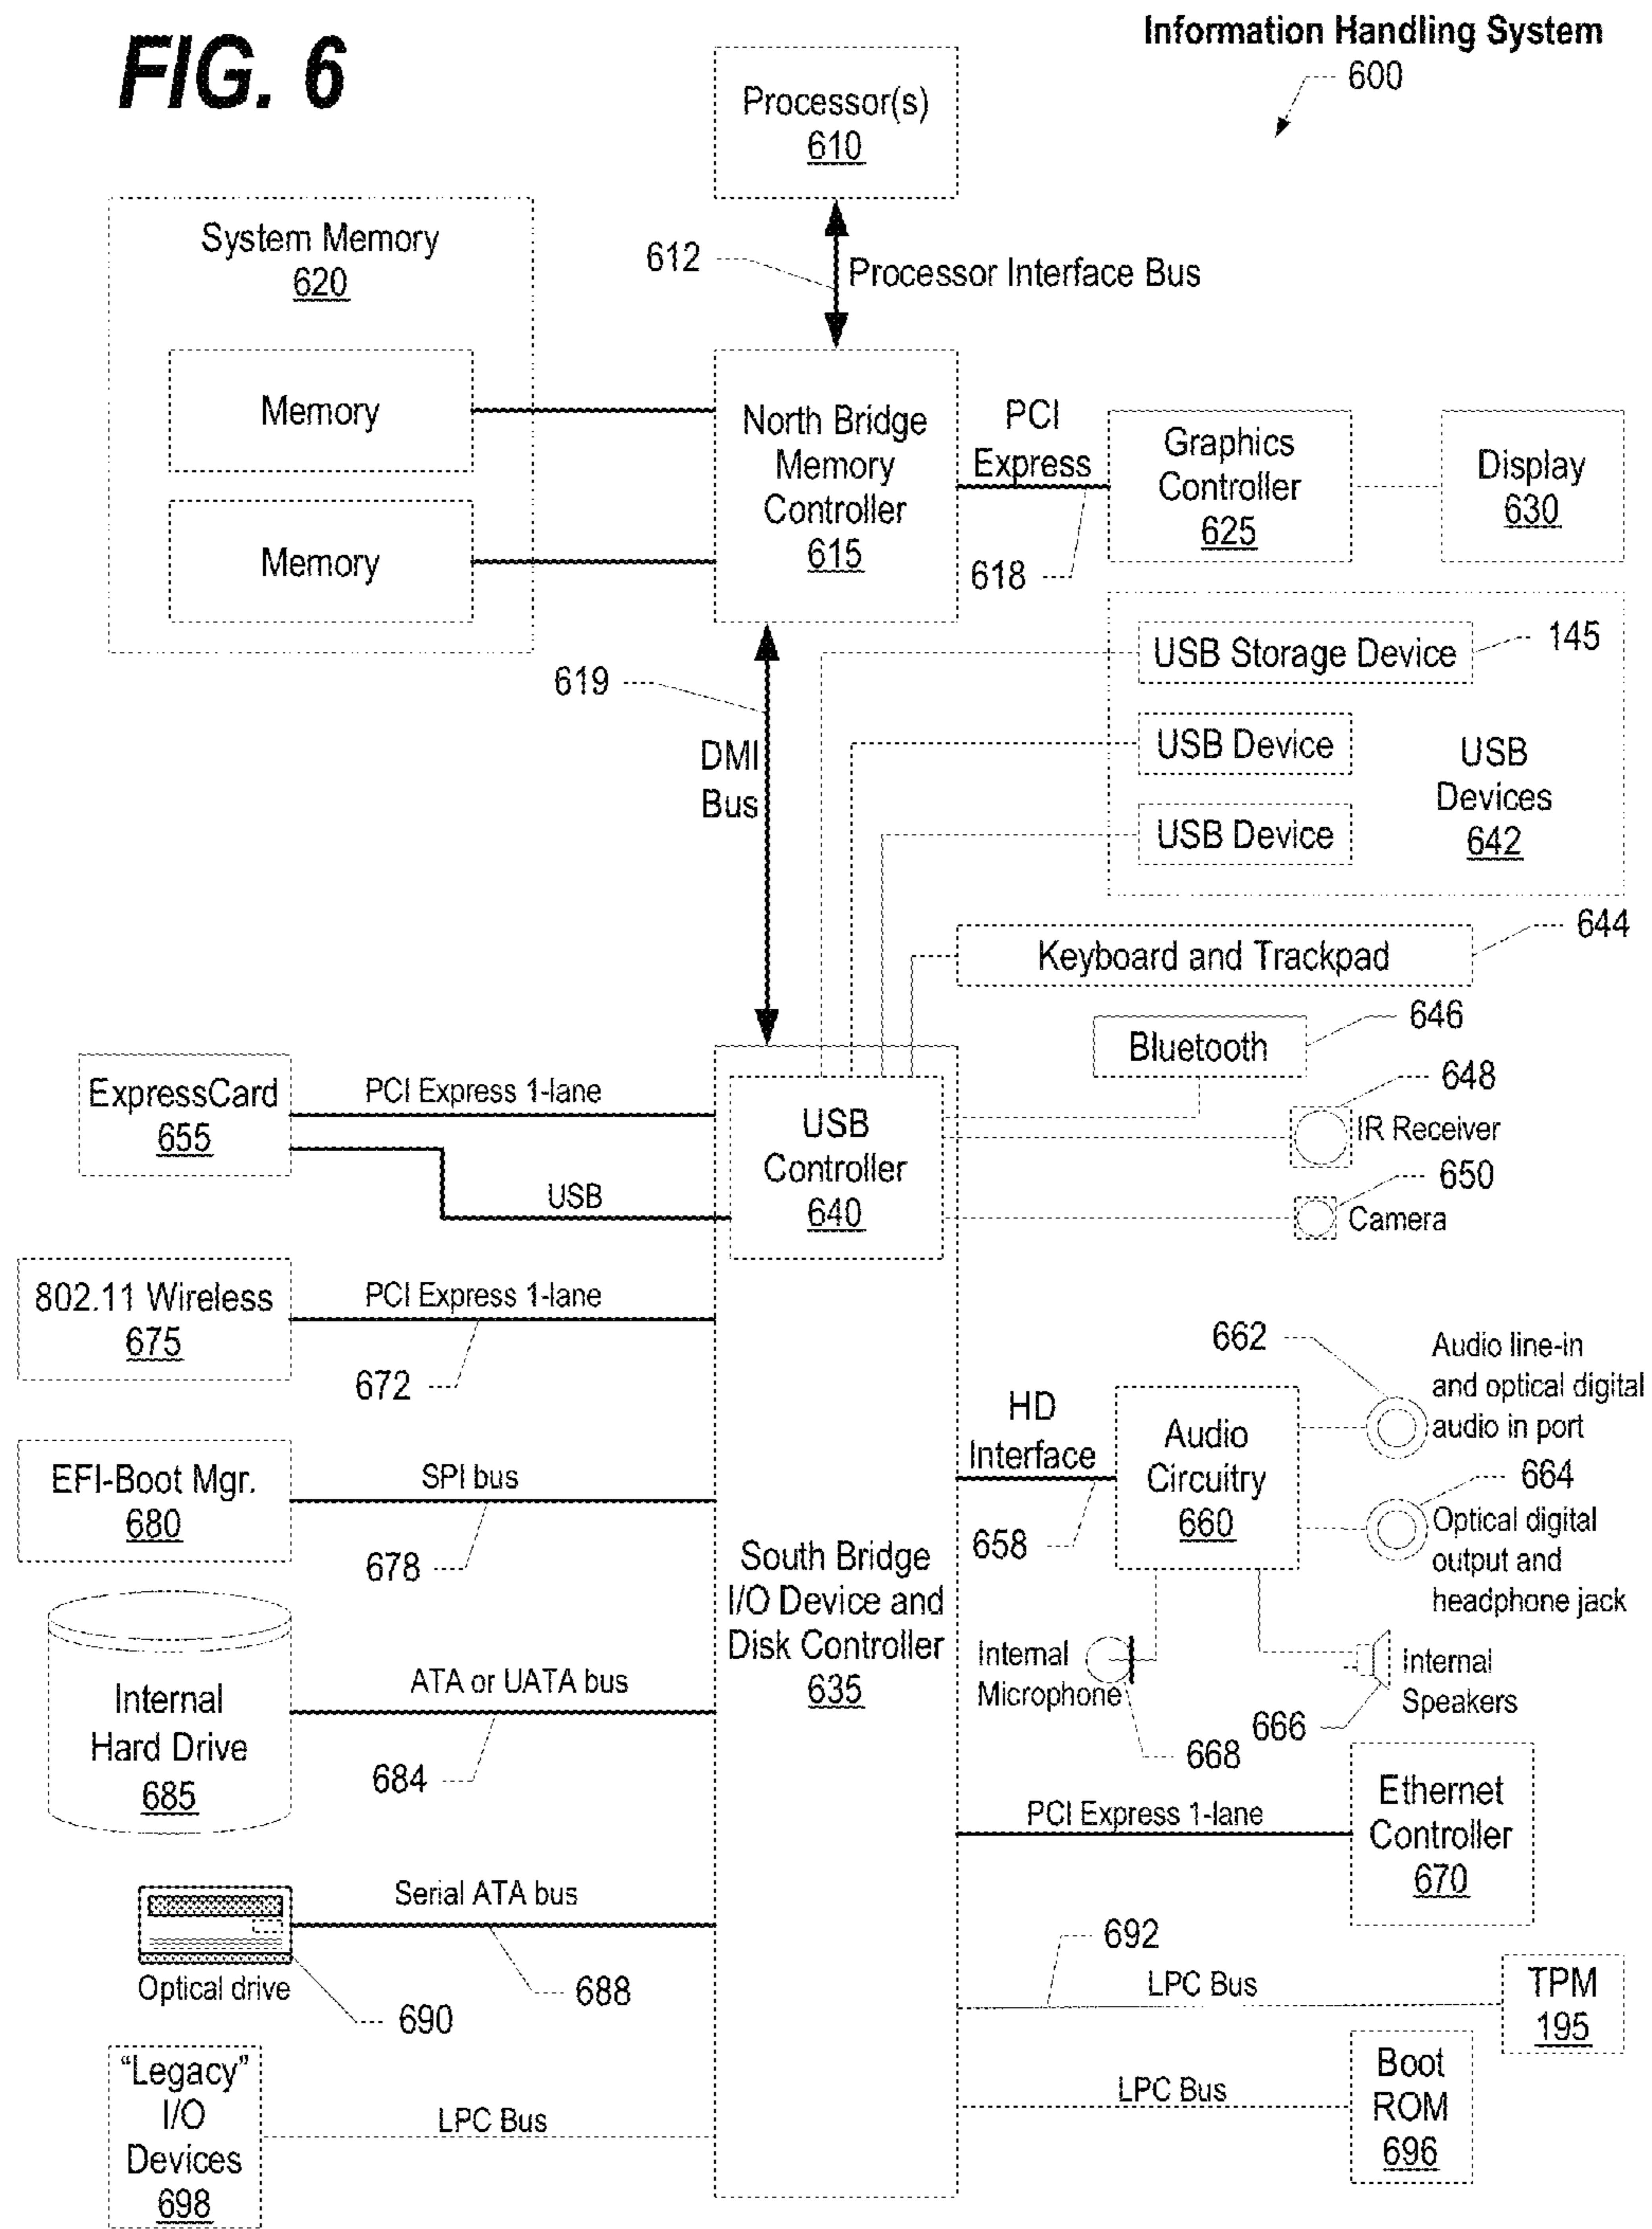 FIG. 6
Information Handling System
600
Processor(s)
610
System Memory
620
612
Processor Interface Bus
Memory
Memory
North Bridge
Memory
Controller
615
PCI
Express
618
Graphics
Controller
625
Display
630
619
DMI
Bus
USB Storage Device
145
USB Device
USB Device
USB
Devices
642
Keyboard and Trackpad
644
Bluetooth
646
648
IR Receiver
650
Camera
ExpressCard
655
PCI Express 1-lane
USB
USB
Controller
640
802.11 Wireless
675
PCI Express 1-lane
672
662
Audio line-in
and optical digital
audio in port
HD
Interface
658
Audio
Circuitry
660
664
Optical digital
output and
headphone jack
EFI-Boot Mgr.
680
SPI bus
678
South Bridge
I/O Device and
Disk Controller
635
Internal
Microphone
668
Internal
Speakers
666
Internal
Hard Drive
685
ATA or UATA bus
684
PCI Express 1-lane
Ethernet
Controller
670
Serial ATA bus
688
Optical drive
690
692
LPC Bus
TPM
195
"Legacy"
I/O
Devices
698
LPC Bus
LPC Bus
Boot
ROM
696